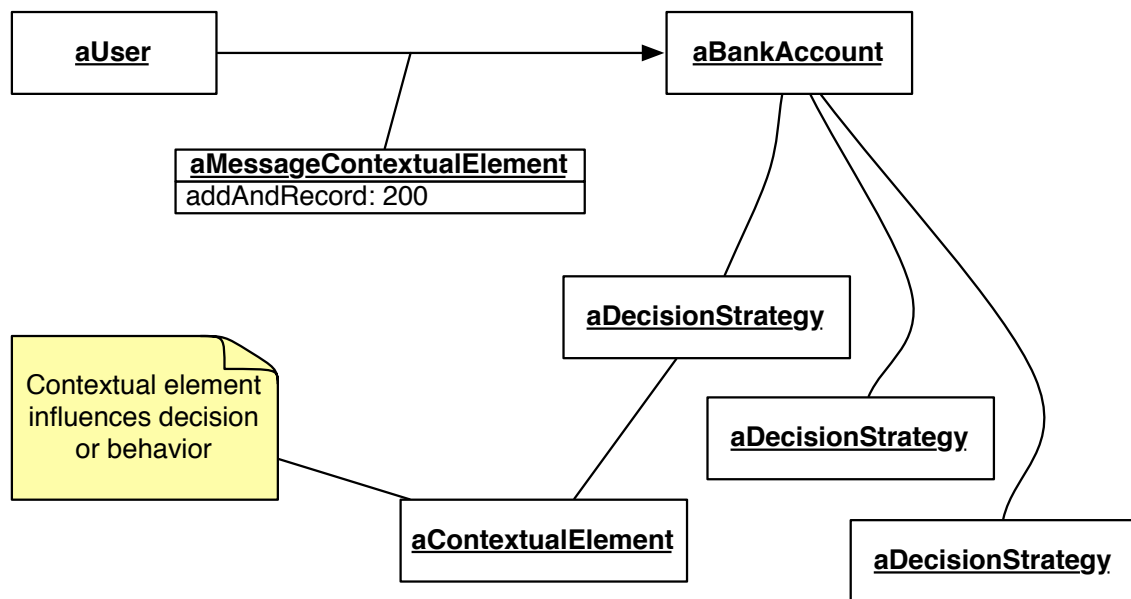 aUser
aBankAccount
aMessageContextualElement
addAndRecord: 200
aDecisionStrategy
Contextual element
influences decision
or behavior
aDecisionStrategy
aContextualElement
aDecisionStrategy